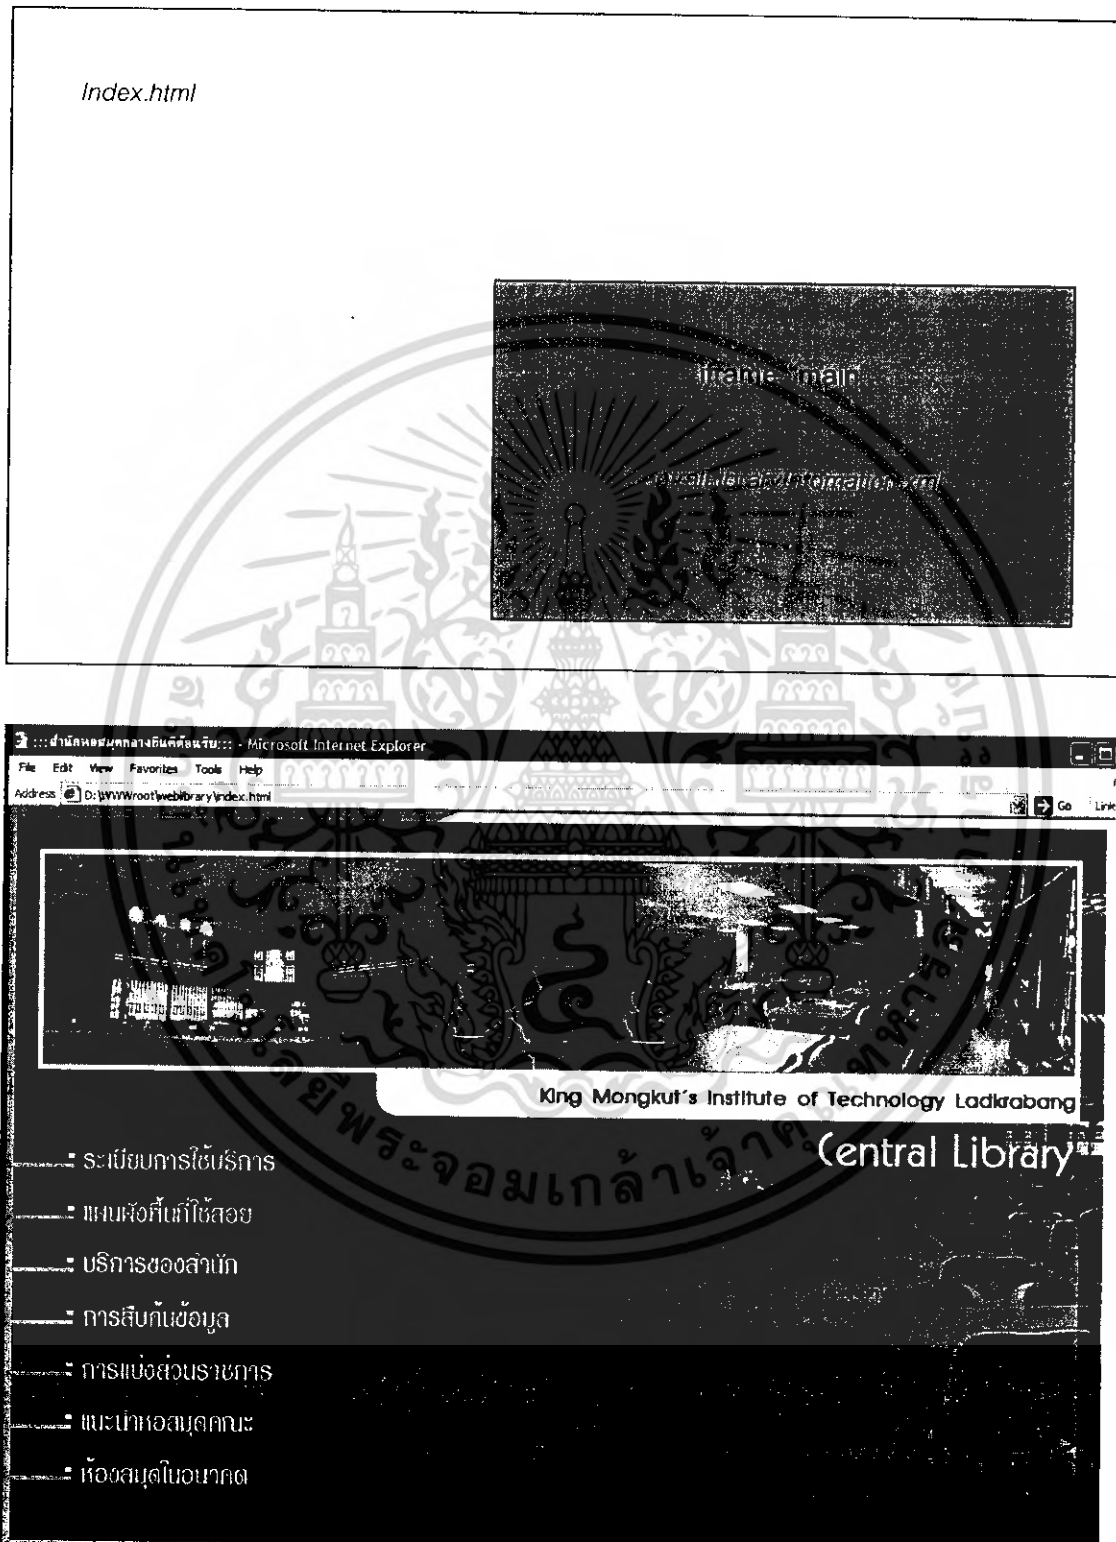 Index.html
iframe "main"
:::สำนักหอสมุดกลางยินดีต้อนรับ::: - Microsoft Internet Explorer
File Edit View Favorites Tools Help
Address D:\WWWroot\weblibrary\index.html Go Link
King Mongkut's Institute of Technology Ladkrabang
Central Library
ระเบียบการใช้บริการ
แผนผังพื้นที่ใช้สอย
บริการของสำนัก
การสืบค้นข้อมูล
การแบ่งส่วนราชการ
แนะนำหอสมุดคณะ
ห้องสมุดในอนาคต